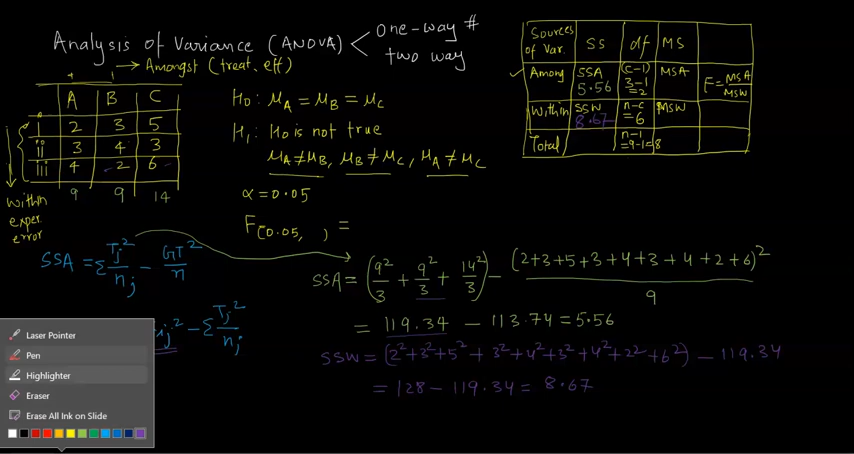 Analysis of Variance (ANOVA) < One-way #
two way
→ Amongst (treat. eff)
A B C
i 2 3 5
ii 3 4 3
iii 4 2 6
9 9 14
within
exper.
error
H0: μA = μB = μC
H1: H0 is not true
μA≠μB, μB≠μC, μA≠μC
α=0.05
F(0.05, ) =
Sources of Var. SS df MS
✓ Among SSA 5.56 (c-1) 3-1 =2 MSA F= MSA/MSW
Within SSW 8.67 n-c =6 MSW
Total n-1 =9-1=8
SSA = Σ Tj²/nj − GT²/n
SSA = (9²/3 + 9²/3 + 14²/3) − (2+3+5+3+4+3+4+2+6)²/9
= 119.34 − 113.74 = 5.56
ij² − Σ Tj²/nj
SSW = (2²+3²+5²+3²+4²+3²+4²+2²+6²) − 119.34
= 128 − 119.34 = 8.67
Laser Pointer
Pen
Highlighter
Eraser
Erase All Ink on Slide